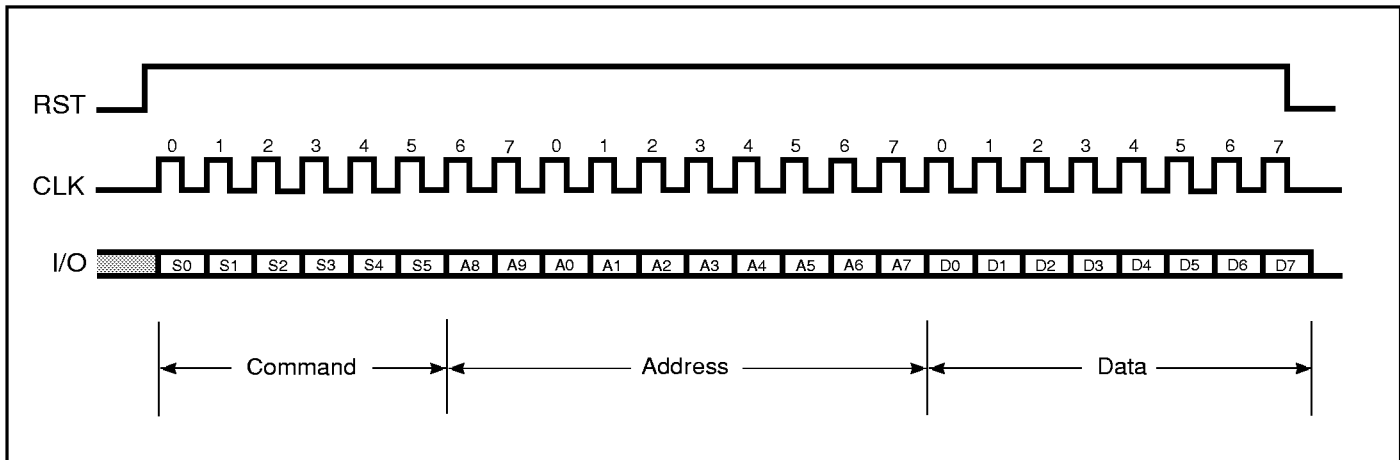 RST
0 1 2 3 4 5 6 7 0 1 2 3 4 5 6 7 0 1 2 3 4 5 6 7
CLK
I/O S0 S1 S2 S3 S4 S5 A8 A9 A0 A1 A2 A3 A4 A5 A6 A7 D0 D1 D2 D3 D4 D5 D6 D7
Command Address Data